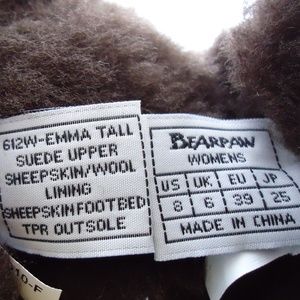 612W-EMMA TALL
SUEDE UPPER
SHEEPSKIN/WOOL
LINING
SHEEPSKIN FOOTBED
TPR OUTSOLE
BEARPAW
WOMENS
US UK EU JP
8 6 39 25
MADE IN CHINA
10-F